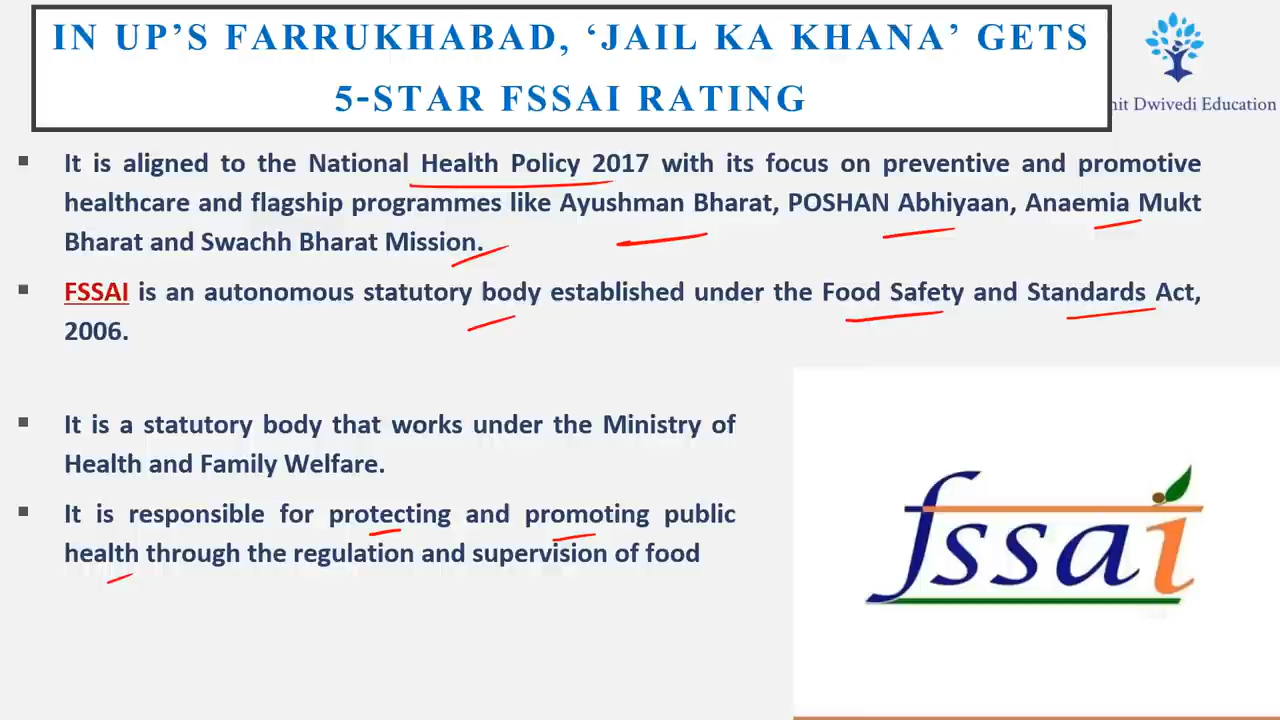 IN UP'S FARRUKHABAD, 'JAIL KA KHANA' GETS
5-STAR FSSAI RATING
Dwivedi Education
It is aligned to the National Health Policy 2017 with its focus on preventive and promotive
healthcare and flagship programmes like Ayushman Bharat, POSHAN Abhiyaan, Anaemia Mukt
Bharat and Swachh Bharat Mission.
FSSAI is an autonomous statutory body established under the Food Safety and Standards Act,
2006.
It is a statutory body that works under the Ministry of
Health and Family Welfare.
It is responsible for protecting and promoting public
health through the regulation and supervision of food
fssai